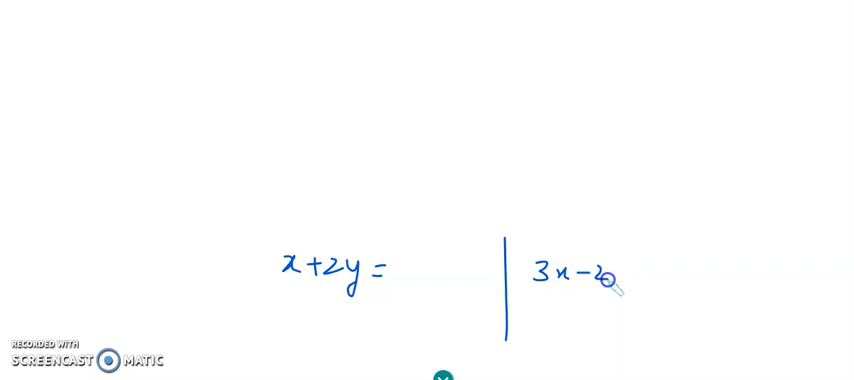 x+2y=
3x-2
RECORDED WITH
SCREENCAST MATIC